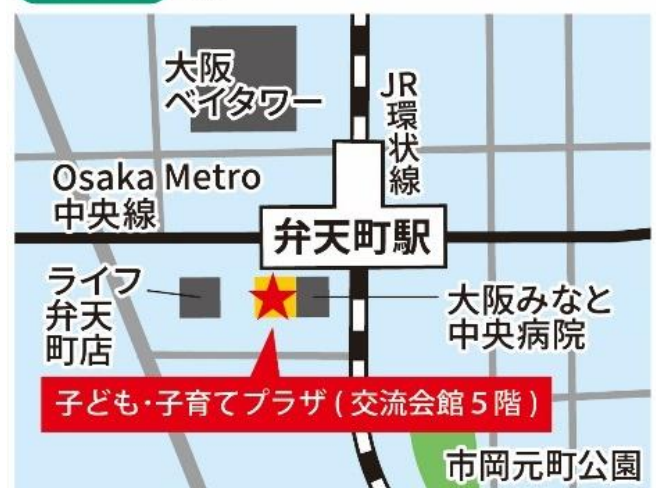 大阪
ベイタワー
JR
環
状
線
Osaka Metro
中央線
弁天町駅
ライフ
弁天
町店
大阪みなと
中央病院
子ども・子育てプラザ ( 交流会館 5 階 )
市岡元町公園